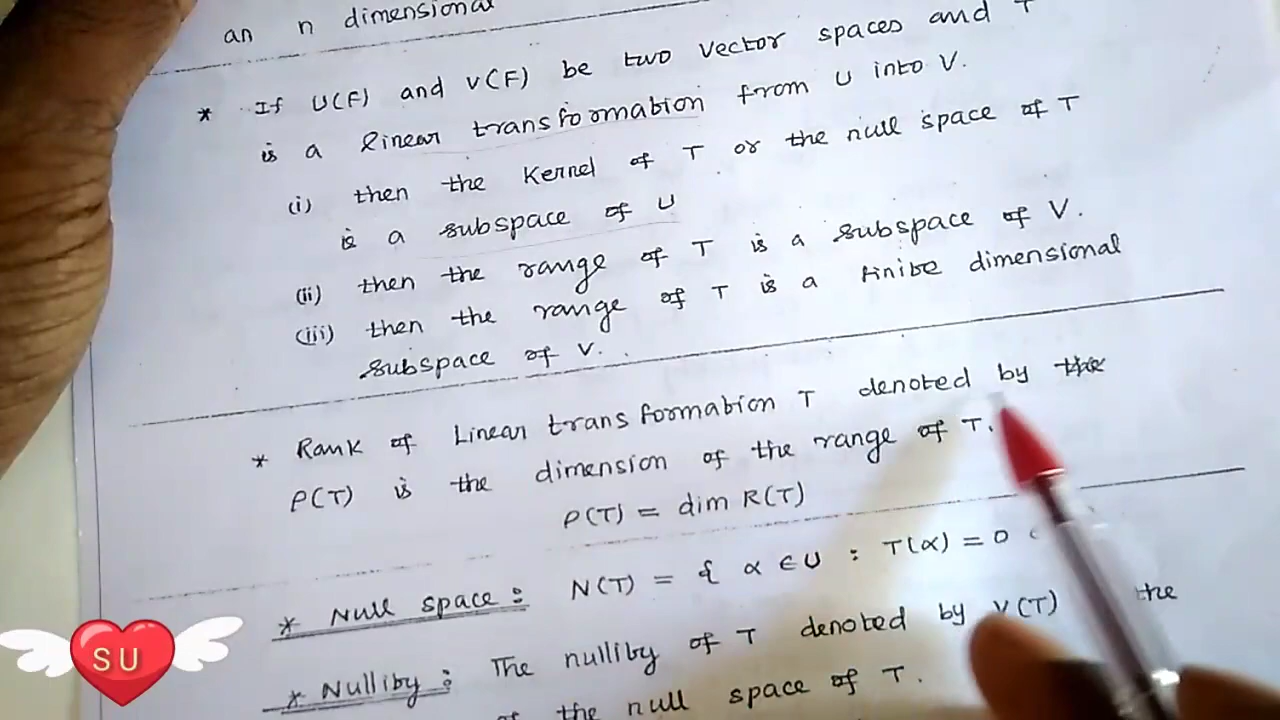 an n dimensional
* If U(F) and V(F) be two vector spaces and T
is a linear transformation from U into V.
(i) then the Kernel of T or the null space of T
is a subspace of U
(ii) then the range of T is a subspace of V.
(iii) then the range of T is a finite dimensional
subspace of V.
* Rank of Linear transformation T denoted by the
ρ(T) is the dimension of the range of T.
ρ(T) = dim R(T)
* Null space: N(T) = { α ∈ U : T(α) = 0
* Nullity: The nullity of T denoted by ν(T) the
of the null space of T.
SU